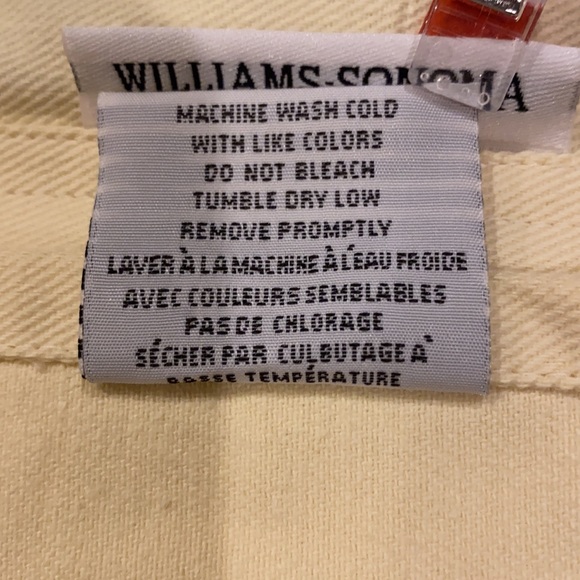 WILLIAMS-SONOMA
MACHINE WASH COLD
WITH LIKE COLORS
DO NOT BLEACH
TUMBLE DRY LOW
REMOVE PROMPTLY
LAVER À LA MACHINE À L'EAU FROIDE
AVEC COULEURS SEMBLABLES
PAS DE CHLORAGE
SÉCHER PAR CULBUTAGE À
BASSE TEMPÉRATURE